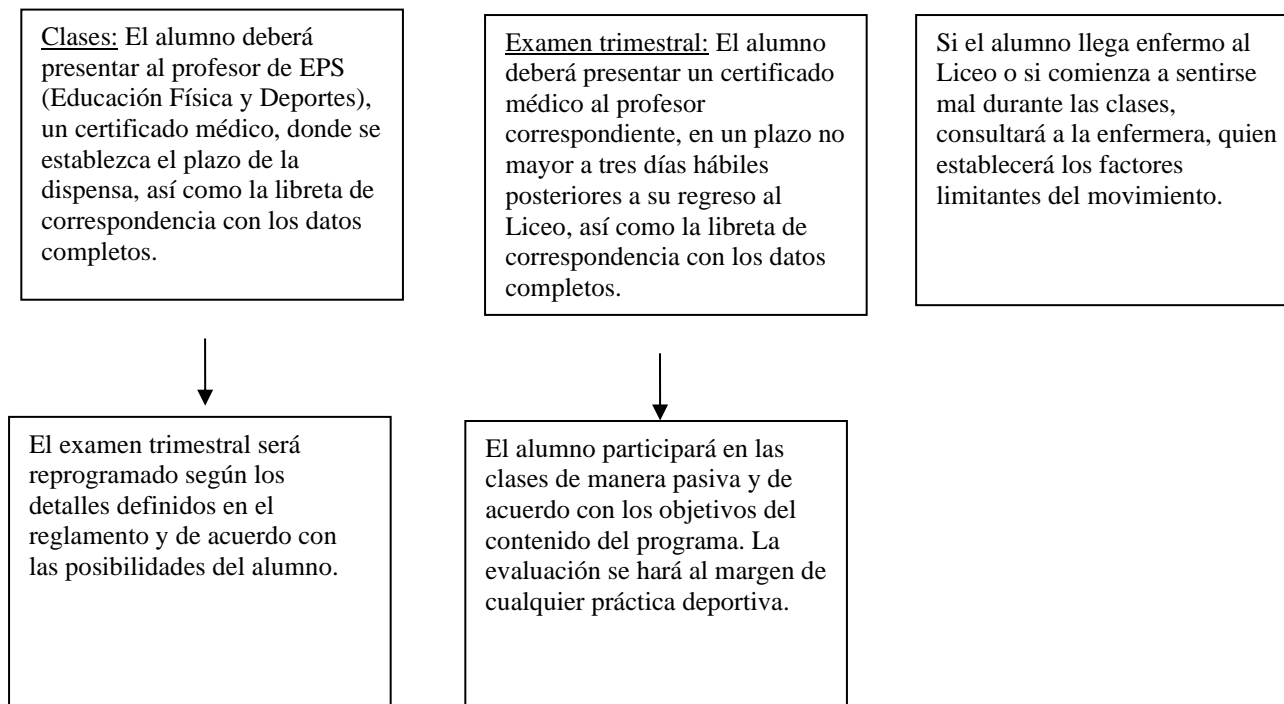 Clases: El alumno deberá
presentar al profesor de EPS
(Educación Física y Deportes),
un certificado médico, donde se
establezca el plazo de la
dispensa, así como la libreta de
correspondencia con los datos
completos.
Examen trimestral: El alumno
deberá presentar un certificado
médico al profesor
correspondiente, en un plazo no
mayor a tres días hábiles
posteriores a su regreso al
Liceo, así como la libreta de
correspondencia con los datos
completos.
Si el alumno llega enfermo al
Liceo o si comienza a sentirse
mal durante las clases,
consultará a la enfermera, quien
establecerá los factores
limitantes del movimiento.
El examen trimestral será
reprogramado según los
detalles definidos en el
reglamento y de acuerdo con
las posibilidades del alumno.
El alumno participará en las
clases de manera pasiva y de
acuerdo con los objetivos del
contenido del programa. La
evaluación se hará al margen de
cualquier práctica deportiva.